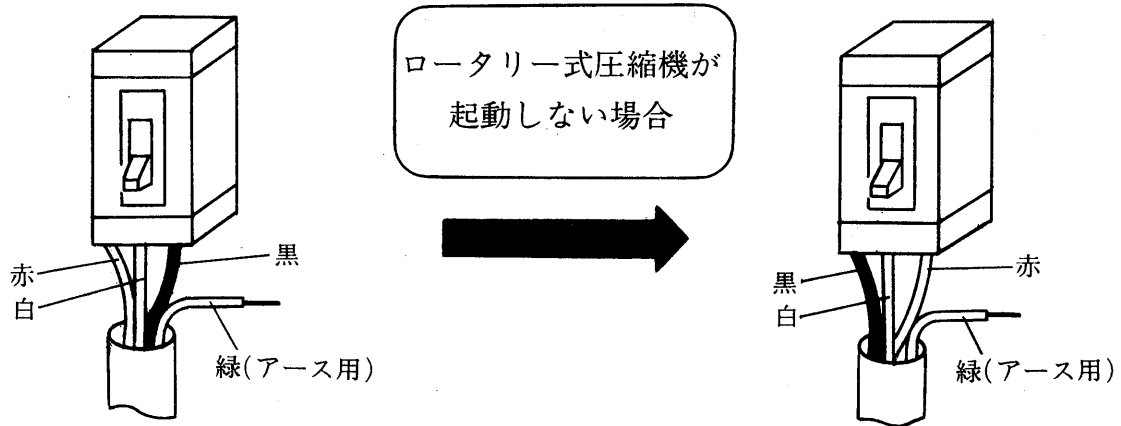 ロータリー式圧縮機が
起動しない場合
赤
白
黒
緑(アース用)
黒
白
赤
緑(アース用)